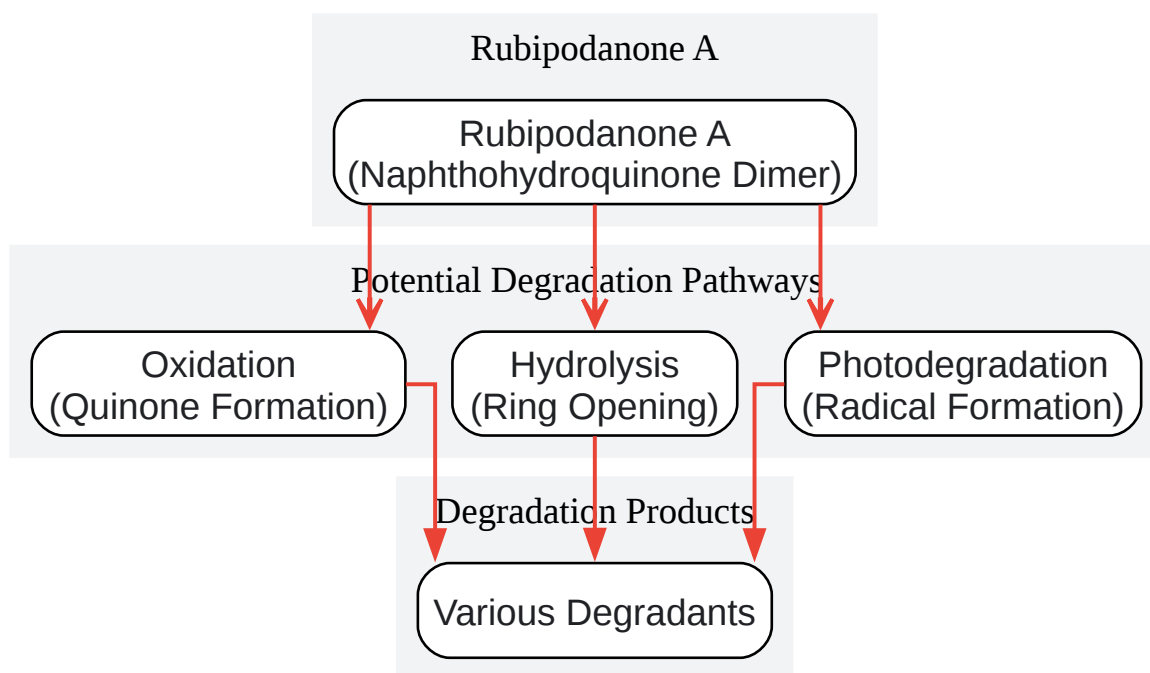 Rubipodanone A
Rubipodanone A
(Naphthohydroquinone Dimer)
Potential Degradation Pathways
Oxidation
(Quinone Formation)
Hydrolysis
(Ring Opening)
Photodegradation
(Radical Formation)
Degradation Products
Various Degradants